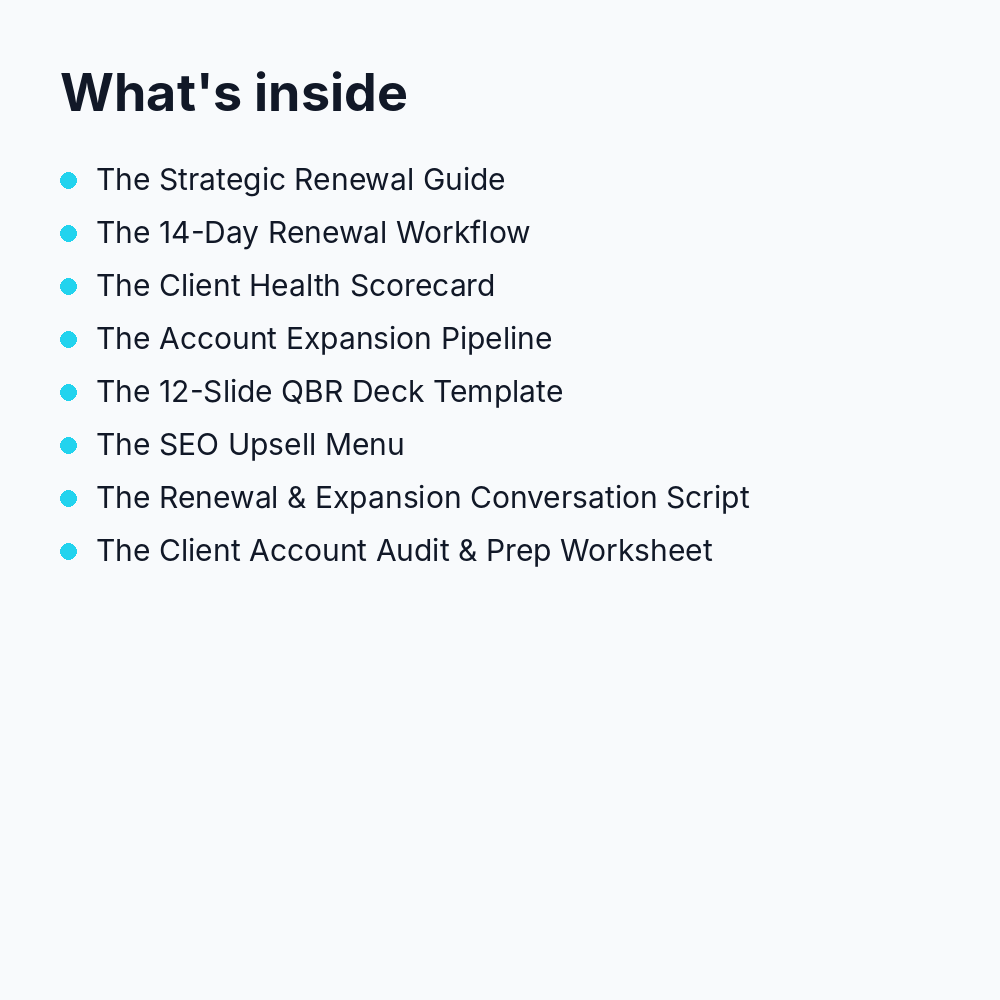 What's inside
The Strategic Renewal Guide
The 14-Day Renewal Workflow
The Client Health Scorecard
The Account Expansion Pipeline
The 12-Slide QBR Deck Template
The SEO Upsell Menu
The Renewal & Expansion Conversation Script
The Client Account Audit & Prep Worksheet